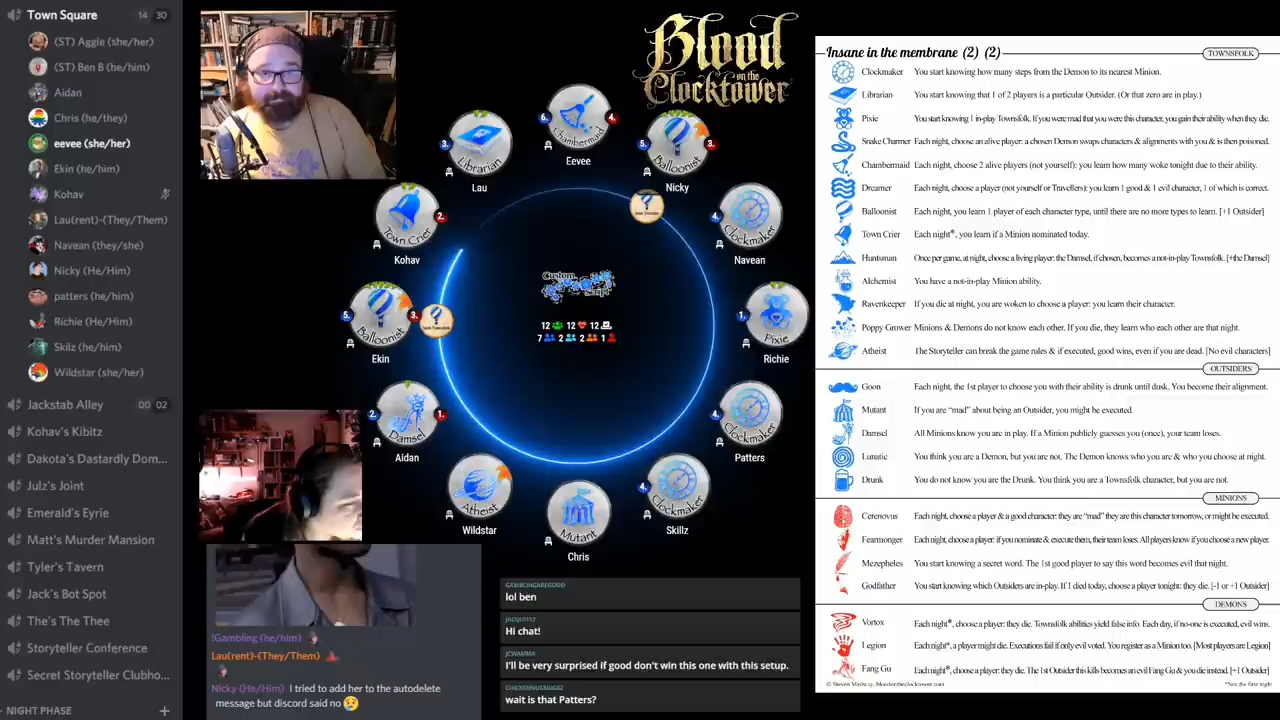 Town Square
14 30
(ST) Aggie (she/her)
Aidan
Chris (he/they)
eevee (she/her)
Ekin (he/him)
Kohav
Lau(rent)-(They/Them)
Navean (they/she)
Nicky (He/Him)
patters (he/him)
Richie (He/Him)
Skilz (he/him)
Wildstar (she/her)
Jackstab Alley
00 02
Kohav's Kibitz
Dakota's Dastardly Dom...
Julz's Joint
Emerald's Eyrie
Matt's Murder Mansion
Tyler's Tavern
Jack's Bot Spot
The 5th Thee
Storyteller Conference
Secret Sewer Clubho...
NIGHT PHASE
Blood
on the
Clocktower
Librarian
Lau
Chambermaid
Eevee
Balloonist
Nicky
Town Crier
Kohav
Clockmaker
Navean
Balloonist
Ekin
Pixie
Richie
Damsel
Aidan
Clockmaker
Patters
Atheist
Wildstar
Mutant
Chris
Clockmaker
Skillz
Custom
Script
12 12 12
7 2 2 1
!Gambling (he/him)
Lau(rent)-(They/Them)
Nicky (He/Him) I tried to add her to the autodelete
message but discord said no
lol ben
JACQUI112
Hi chat!
JCWAMMA
I'll be very surprised if good don't win this one with this setup.
wait is that Patters?
Insane in the membrane (2) (2)
TOWNSFOLK
Clockmaker You start knowing how many steps from the Demon to its nearest Minion.
Librarian You start knowing that 1 of 2 players is a particular Outsider. (Or that zero are in play.)
Pixie You start knowing 1 in-play Townsfolk. If you were mad that you were this character, you gain their ability when they die.
Snake Charmer Each night, choose an alive player: a chosen Demon swaps characters & alignments with you & is then poisoned.
Chambermaid Each night, choose 2 alive players (not yourself): you learn how many woke tonight due to their ability.
Dreamer Each night, choose a player (not yourself or Travellers): you learn 1 good & 1 evil character, 1 of which is correct.
Balloonist Each night, you learn 1 player of each character type, until there are no more types to learn. [+1 Outsider]
Town Crier Each night*, you learn if a Minion nominated today.
Huntsman Once per game, at night, choose a living player: the Damsel, if chosen, becomes a not-in-play Townsfolk. [+the Damsel]
Alchemist You have a not-in-play Minion ability.
Ravenkeeper If you die at night, you are woken to choose a player: you learn their character.
Poppy Grower Minions & Demons do not know each other. If you die, they learn who each other are that night.
Atheist The Storyteller can break the game rules & if executed, good wins, even if you are dead. [No evil characters]
OUTSIDERS
Goon Each night, the 1st player to choose you with their ability is drunk until dusk. You become their alignment.
Mutant If you are "mad" about being an Outsider, you might be executed.
Damsel All Minions know you are in play. If a Minion publicly guesses you (once), your team loses.
Lunatic You think you are a Demon, but you are not. The Demon knows who you are & who you choose at night.
Drunk You do not know you are the Drunk. You think you are a Townsfolk character, but you are not.
MINIONS
Cerenovus Each night, choose a player & a good character: they are "mad" they are this character tomorrow, or might be executed.
Fearmonger Each night, choose a player: if you nominate & execute them, their team loses. All players know if you choose a new player.
Mezepheles You start knowing a secret word. The 1st good player to say this word becomes evil that night.
Godfather You start knowing which Outsiders are in-play. If 1 died today, choose a player tonight: they die. [-1 or +1 Outsider]
DEMONS
Vortox Each night*, choose a player: they die. Townsfolk abilities yield false info. Each day, if no-one is executed, evil wins.
Legion Each night*, a player might die. Executions fail if only evil voted. You register as a Minion too. [Most players are Legion]
Fang Gu Each night*, choose a player: they die. The 1st Outsider this kills becomes an evil Fang Gu & you die instead. [+1 Outsider]
© Steven Medway, bloodontheclocktower.com
*Not the first night